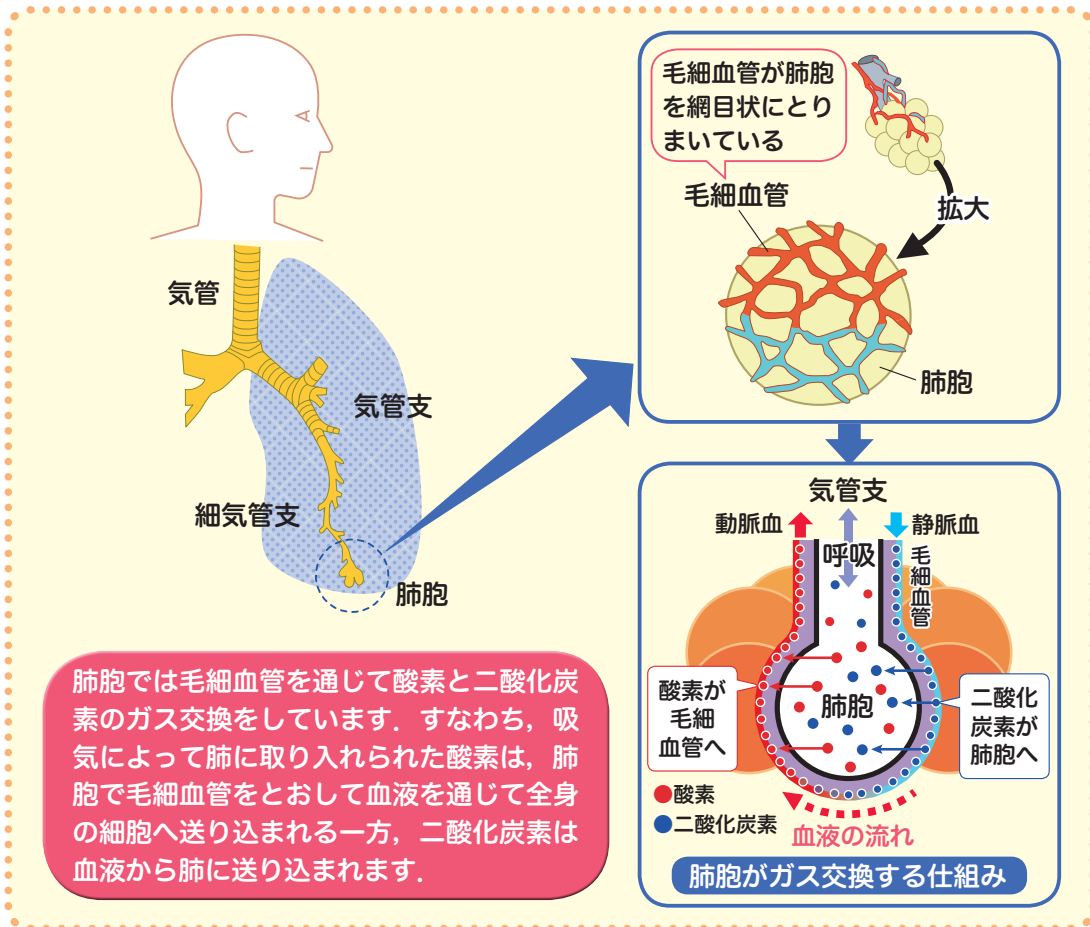 気管
気管支
細気管支
肺胞
肺胞では毛細血管を通じて酸素と二酸化炭
素のガス交換をしています．すなわち，吸
気によって肺に取り入れられた酸素は，肺
胞で毛細血管をとおして血液を通じて全身
の細胞へ送り込まれる一方，二酸化炭素は
血液から肺に送り込まれます．
毛細血管が肺胞
を網目状にとり
まいている
毛細血管
拡大
肺胞
気管支
動脈血
静脈血
呼吸
毛細血管
酸素が
毛細
血管へ
肺胞
二酸化
炭素が
肺胞へ
酸素
二酸化炭素
血液の流れ
肺胞がガス交換する仕組み